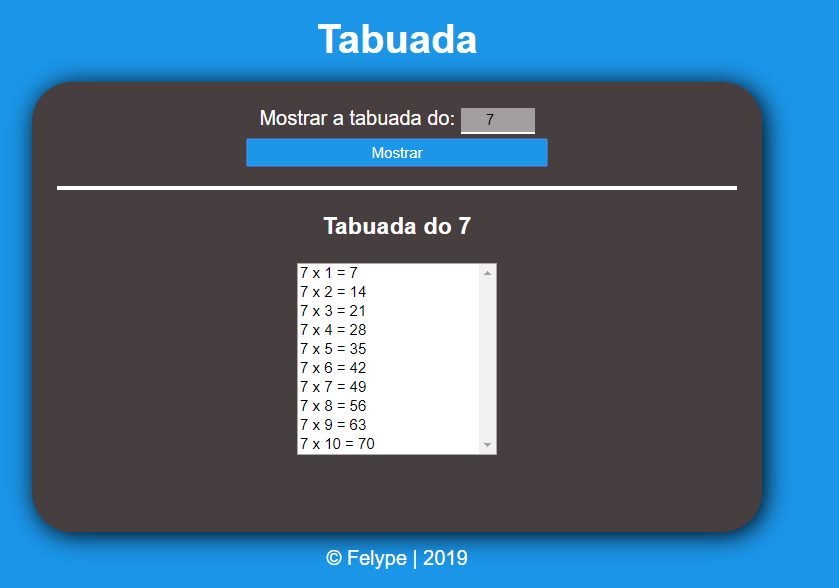 Tabuada
Mostrar a tabuada do: 7
Mostrar
Tabuada do 7
7 x 1 = 7
7 x 2 = 14
7 x 3 = 21
7 x 4 = 28
7 x 5 = 35
7 x 6 = 42
7 x 7 = 49
7 x 8 = 56
7 x 9 = 63
7 x 10 = 70
© Felype | 2019